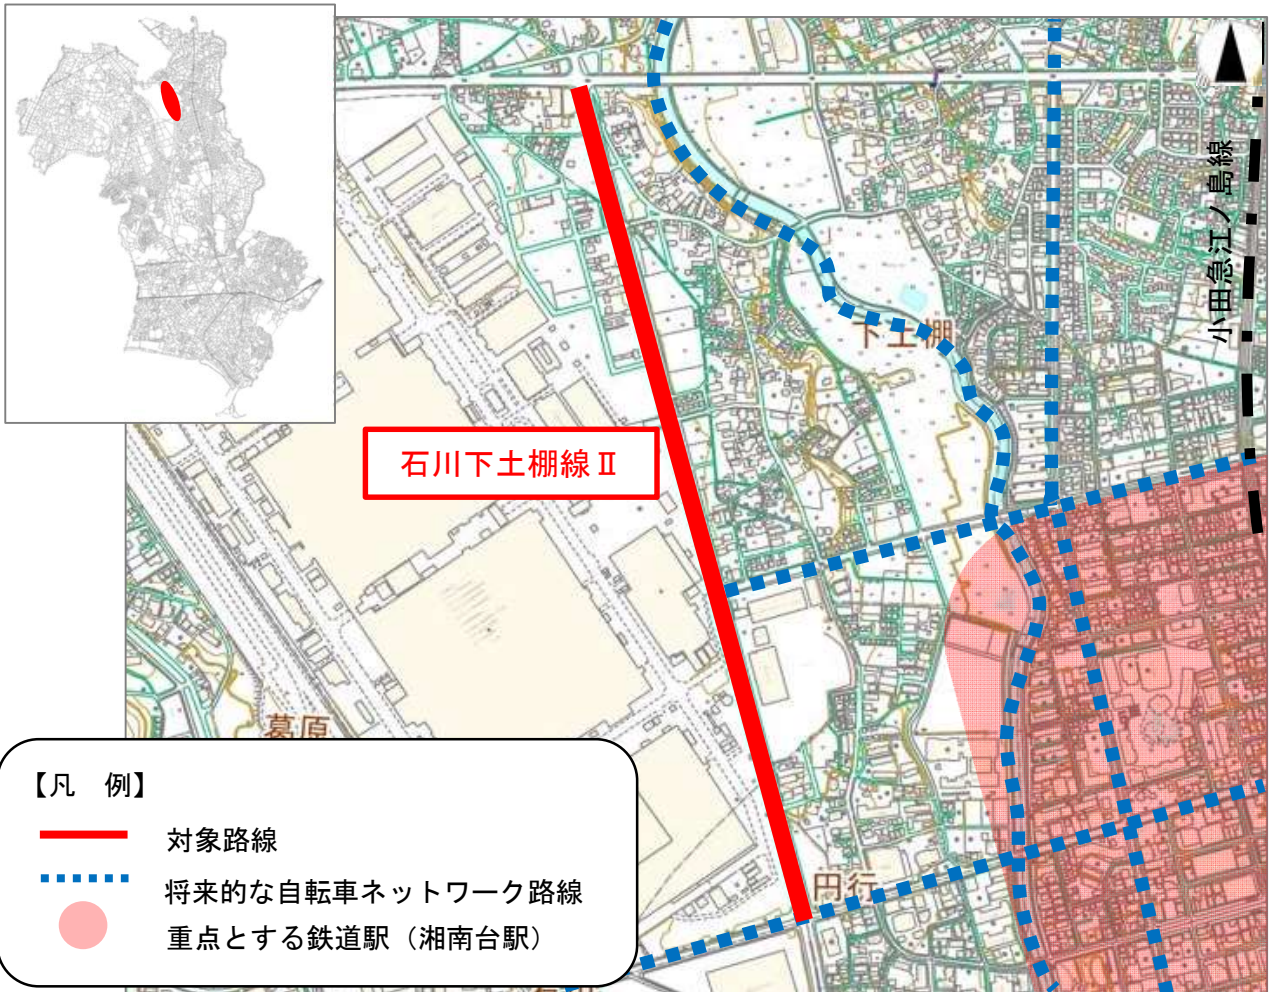 小田急江ノ島線
下土棚
石川下土棚線Ⅱ
葛原
円行
【凡　例】
対象路線
将来的な自転車ネットワーク路線
重点とする鉄道駅（湘南台駅）